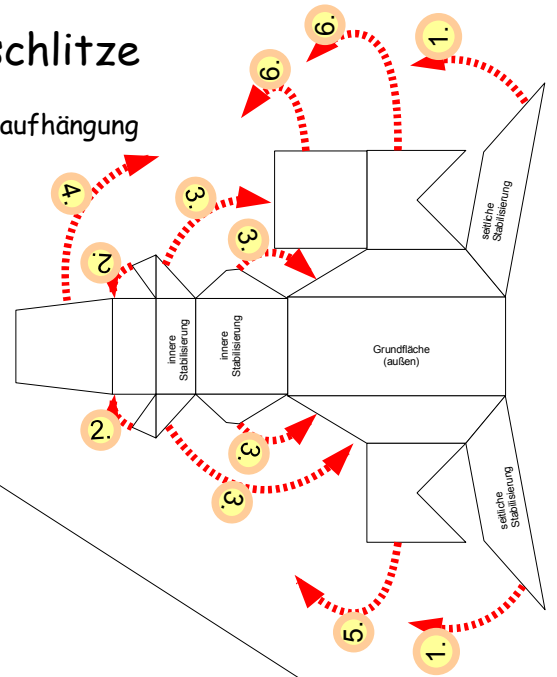 schlitze
aufhängung
6.
6.
1.
4.
3.
2.
3.
seitliche
Stabilisierung
innere
Stabilisierung
innere
Stabilisierung
Grundfläche
(außen)
2.
3.
3.
seitliche
Stabilisierung
5.
1.